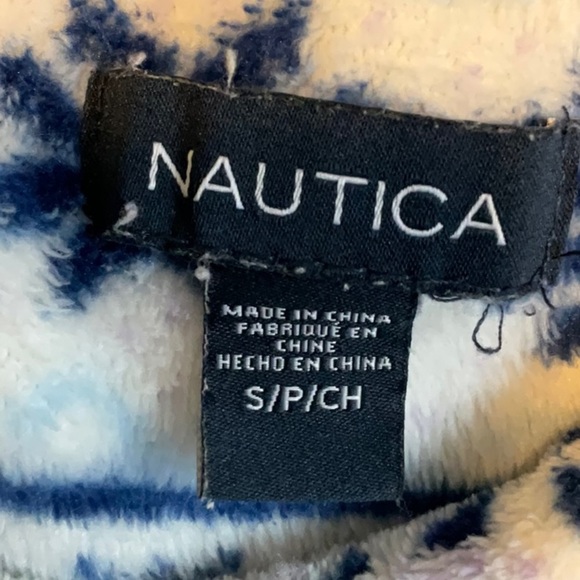 NAUTICA
MADE IN CHINA
FABRIQUÉ EN
CHINE
HECHO EN CHINA
S/P/CH